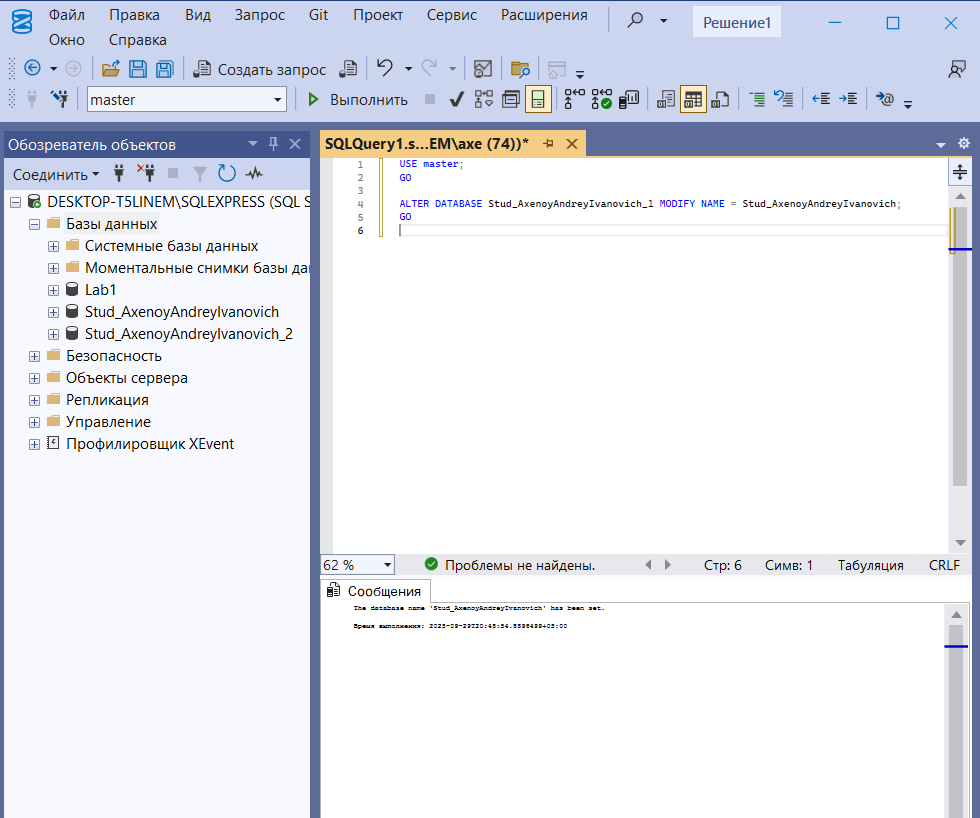 Файл Правка Вид Запрос Git Проект Сервис Расширения
Решение1
Окно Справка
Создать запрос
master
Выполнить
Обозреватель объектов
Соединить
DESKTOP-T5LINEM\SQLEXPRESS (SQL S
Базы данных
Системные базы данных
Моментальные снимки базы дан
Lab1
Stud_AxenoyAndreyIvanovich
Stud_AxenoyAndreyIvanovich_2
Безопасность
Объекты сервера
Репликация
Управление
Профилировщик XEvent
SQLQuery1.s...EM\axe (74))*
1 USE master;
2 GO
3
4 ALTER DATABASE Stud_AxenoyAndreyIvanovich_1 MODIFY NAME = Stud_AxenoyAndreyIvanovich;
5 GO
6
62 % Проблемы не найдены. Стр: 6 Симв: 1 Табуляция CRLF
Сообщения
The database name 'Stud_AxenoyAndreyIvanovich' has been set.
Время выполнения: